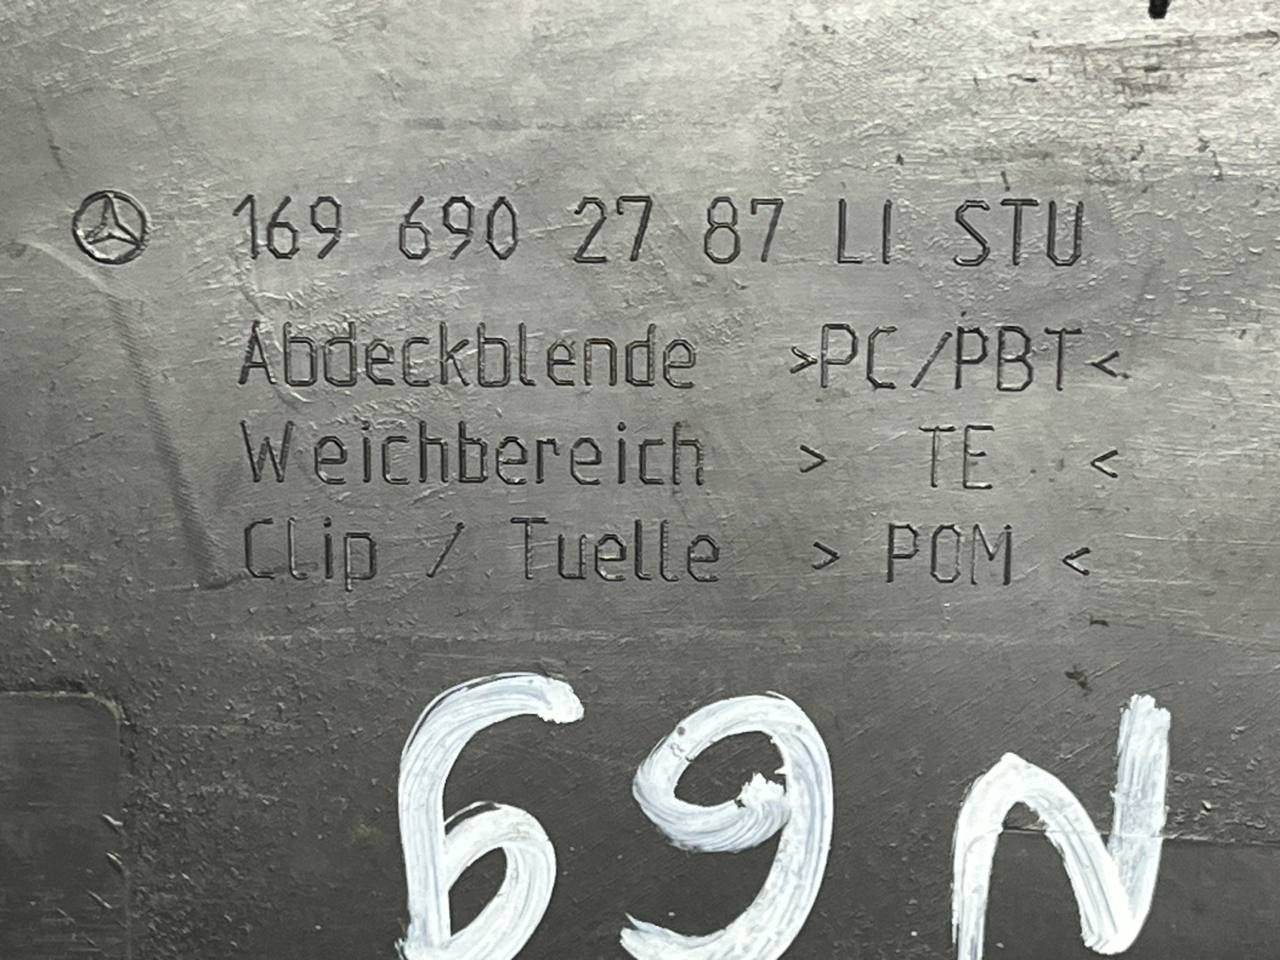 169 690 27 87 LI STU
Abdeckblende >PC/PBT<
Weichbereich > TE <
Clip / Tuelle > POM <
69N